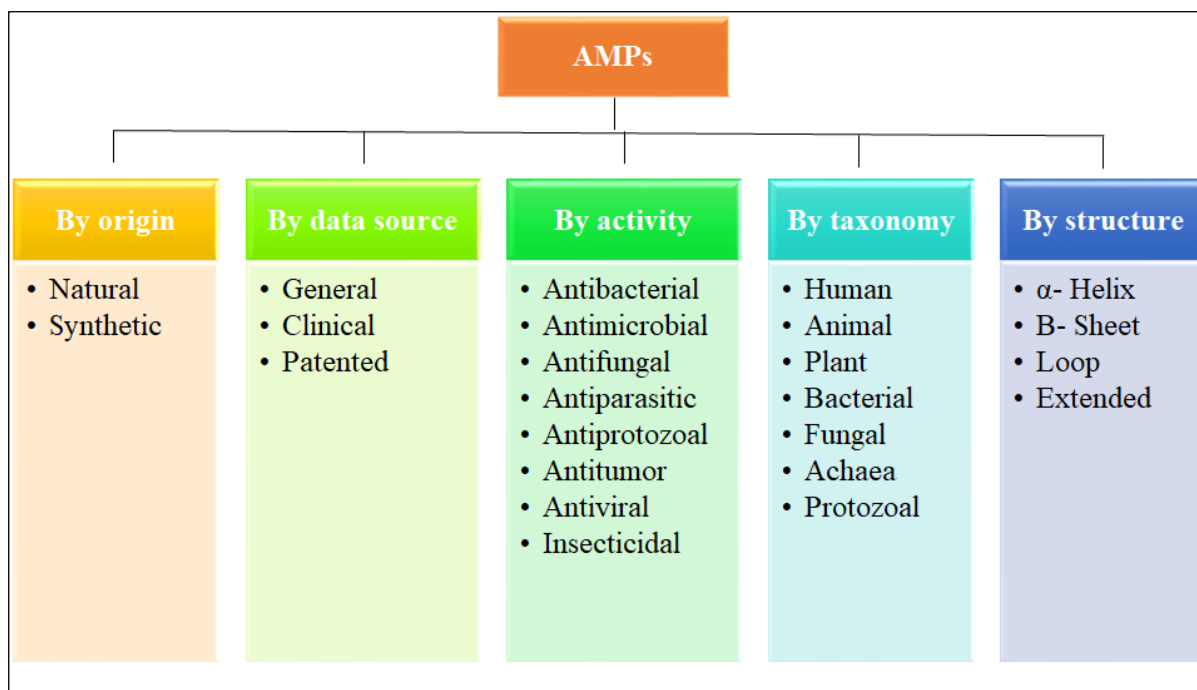 AMPs
By origin
• Natural
• Synthetic
By data source
• General
• Clinical
• Patented
By activity
• Antibacterial
• Antimicrobial
• Antifungal
• Antiparasitic
• Antiprotozoal
• Antitumor
• Antiviral
• Insecticidal
By taxonomy
• Human
• Animal
• Plant
• Bacterial
• Fungal
• Achaea
• Protozoal
By structure
• α- Helix
• B- Sheet
• Loop
• Extended